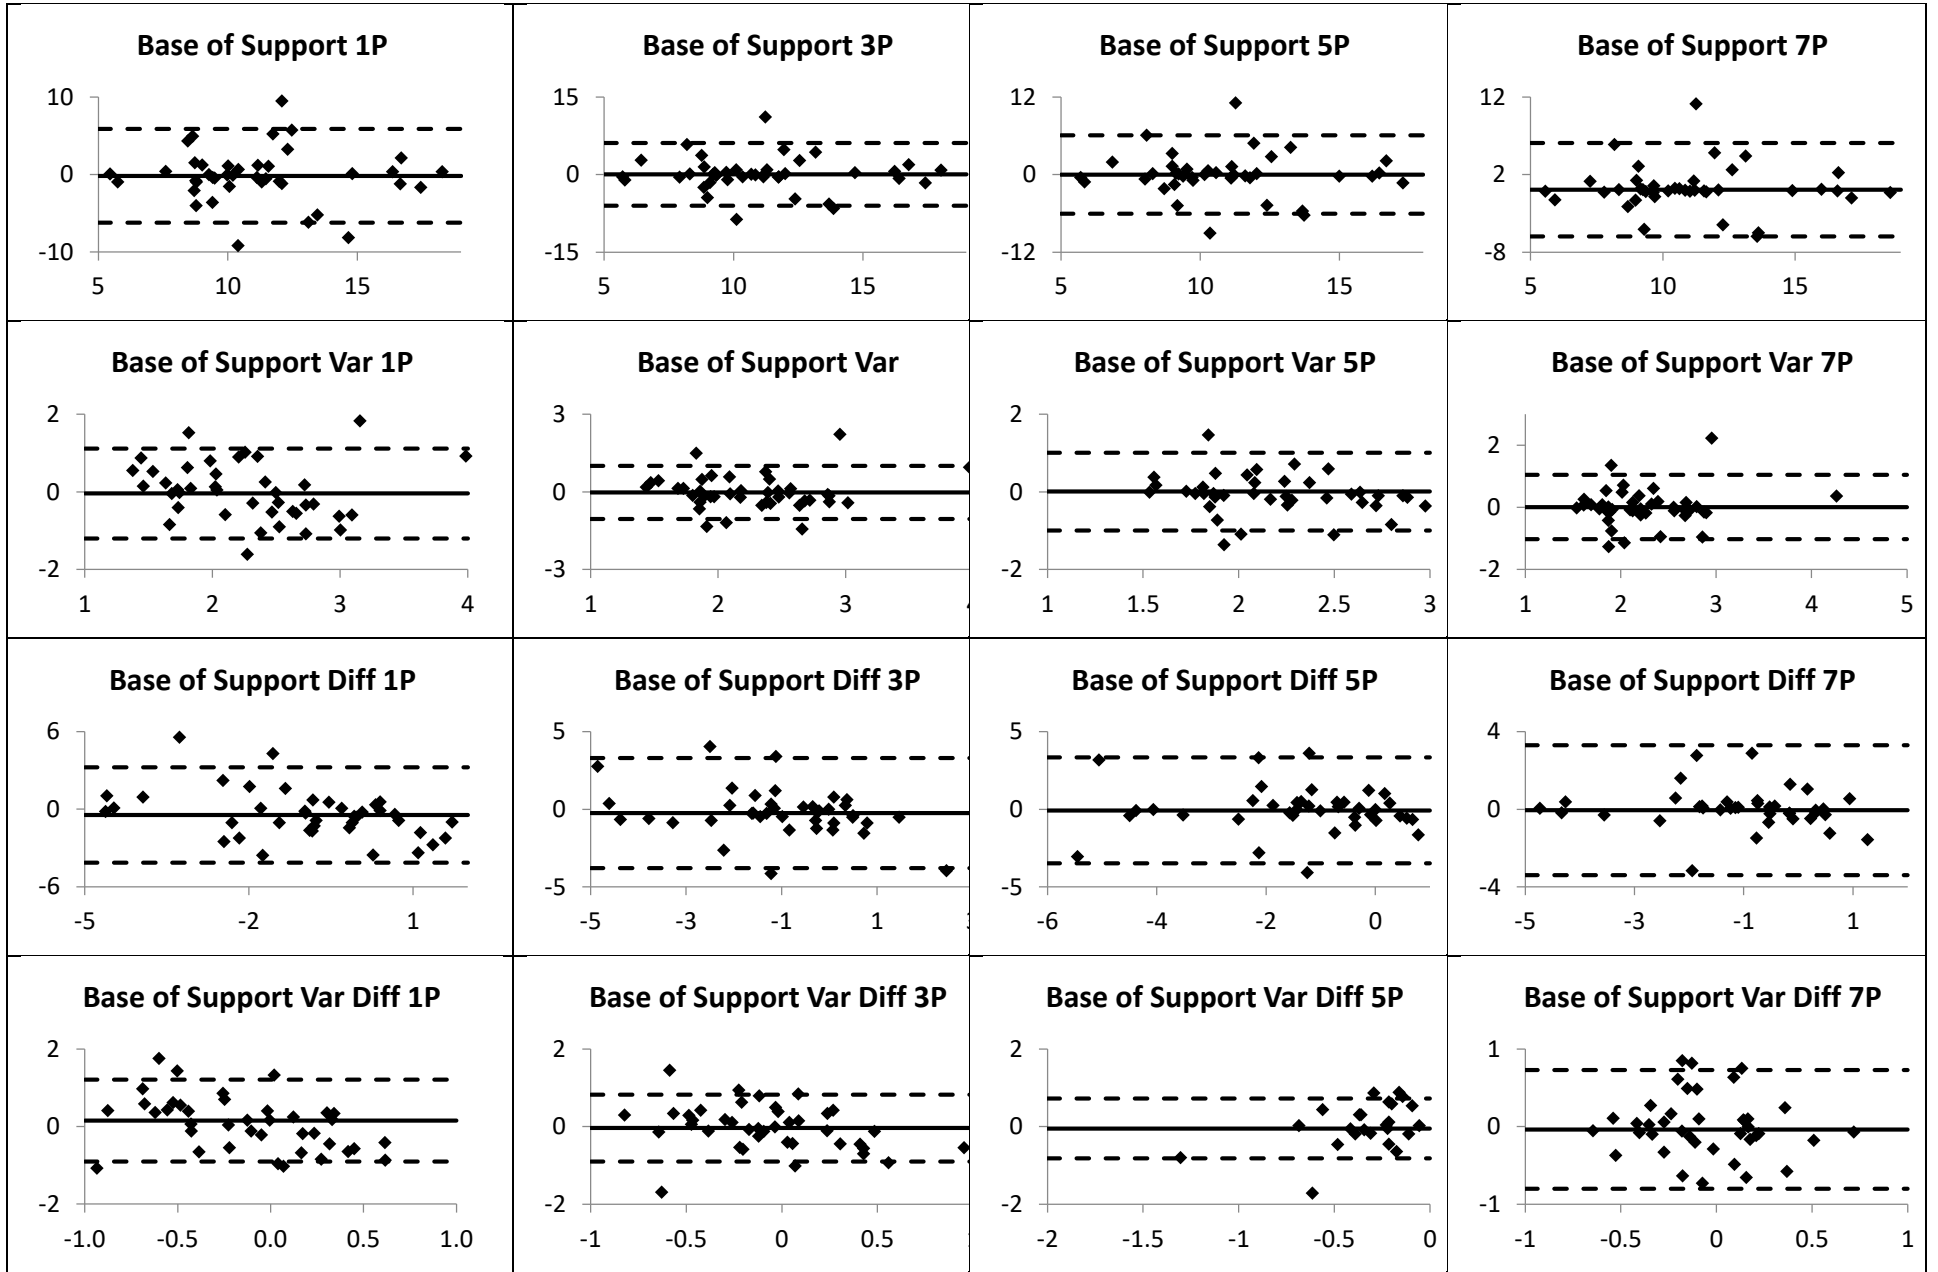 Base of Support 1P
10
0
-10
5 10 15
Base of Support 3P
15
0
-15
5 10 15
Base of Support 5P
12
0
-12
5 10 15
Base of Support 7P
12
2
-8
5 10 15
Base of Support Var 1P
2
0
-2
1 2 3 4
Base of Support Var
3
0
-3
1 2 3
Base of Support Var 5P
2
0
-2
1 1.5 2 2.5 3
Base of Support Var 7P
2
0
-2
1 2 3 4 5
Base of Support Diff 1P
6
0
-6
-5 -2 1
Base of Support Diff 3P
5
0
-5
-5 -3 -1 1
Base of Support Diff 5P
5
0
-5
-6 -4 -2 0
Base of Support Diff 7P
4
0
-4
-5 -3 -1 1
Base of Support Var Diff 1P
2
0
-2
-1.0 -0.5 0.0 0.5 1.0
Base of Support Var Diff 3P
2
0
-2
-1 -0.5 0 0.5
Base of Support Var Diff 5P
2
0
-2
-2 -1 -0.5 0
-1
Base of Support Var Diff 7P
1
0
-1
-1 -0.5 0 0.5 1